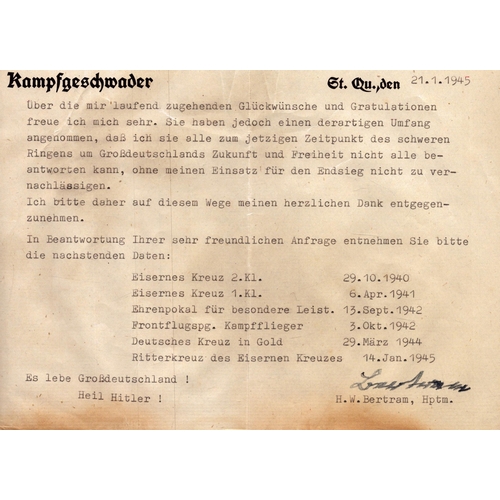 Kampfgeschwader St. Qu.,den 21.1.1945
Über die mir laufend zugehenden Glückwünsche und Gratulationen
freue ich mich sehr. Sie haben jedoch einen derartigen Umfang
angenommen, daß ich sie alle zum jetzigen Zeitpunkt des schweren
Ringens um Großdeutschlands Zukunft und Freiheit nicht alle be-
antworten kann, ohne meinen Einsatz für den Endsieg nicht zu ver-
nachlässigen.
Ich bitte daher auf diesem Wege meinen herzlichen Dank entgegen-
zunehmen.
In Beantwortung Ihrer sehr freundlichen Anfrage entnehmen Sie bitte
die nachstenden Daten:
Eisernes Kreuz 2.Kl. 29.10.1940
Eisernes Kreuz 1.Kl. 6.Apr.1941
Ehrenpokal für besondere Leist. 13.Sept.1942
Frontflugspg. Kampfflieger 3.Okt.1942
Deutsches Kreuz in Gold 29.März 1944
Ritterkreuz des Eisernen Kreuzes 14.Jan.1945
Es lebe Großdeutschland !
Heil Hitler !
Bertram
H.W.Bertram, Hptm.